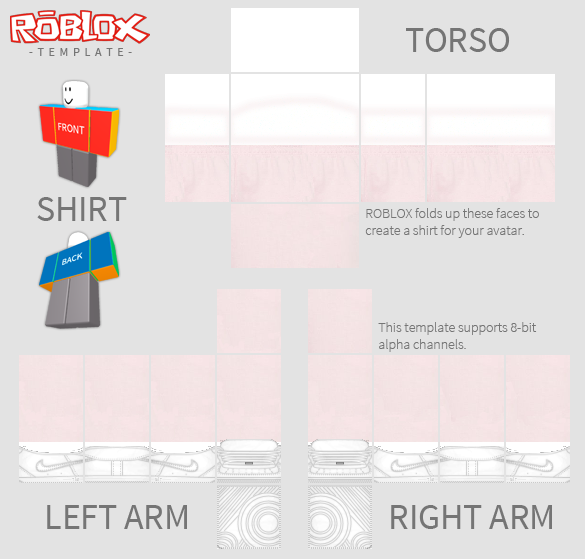 ROBLOX
-TEMPLATE-
TORSO
FRONT
SHIRT
BACK
ROBLOX folds up these faces to
create a shirt for your avatar.
This template supports 8-bit
alpha channels.
LEFT ARM
RIGHT ARM